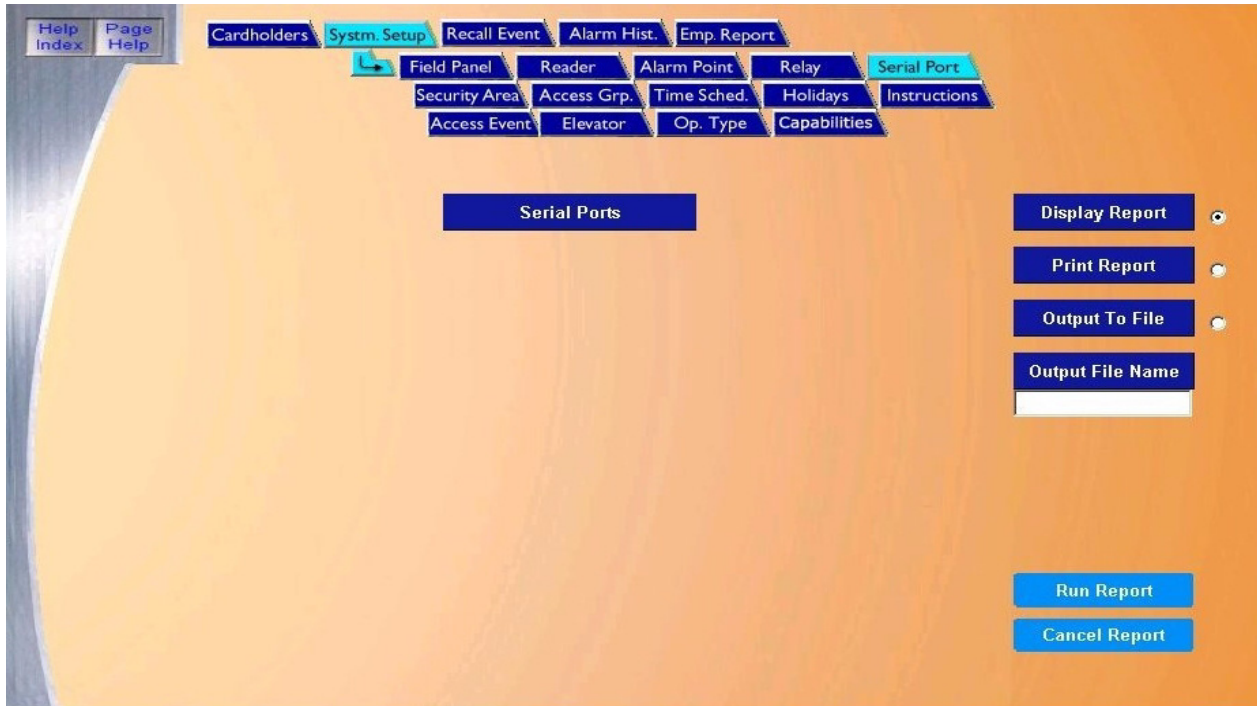 Help Index Page Help
Cardholders Systm. Setup Recall Event Alarm Hist. Emp. Report
Field Panel Reader Alarm Point Relay Serial Port
Security Area Access Grp. Time Sched. Holidays Instructions
Access Event Elevator Op. Type Capabilities
Serial Ports
Display Report
Print Report
Output To File
Output File Name
Run Report
Cancel Report